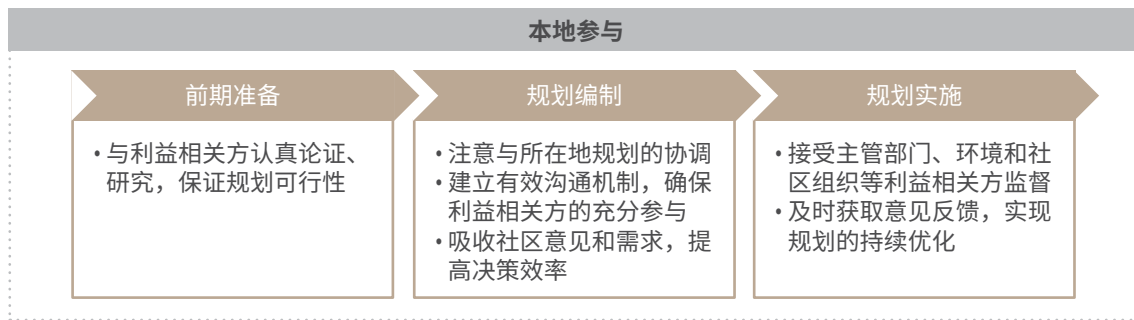 本地参与
前期准备
• 与利益相关方认真论证、
研究，保证规划可行性
规划编制
• 注意与所在地规划的协调
• 建立有效沟通机制，确保
利益相关方的充分参与
• 吸收社区意见和需求，提
高决策效率
规划实施
• 接受主管部门、环境和社
区组织等利益相关方监督
• 及时获取意见反馈，实现
规划的持续优化